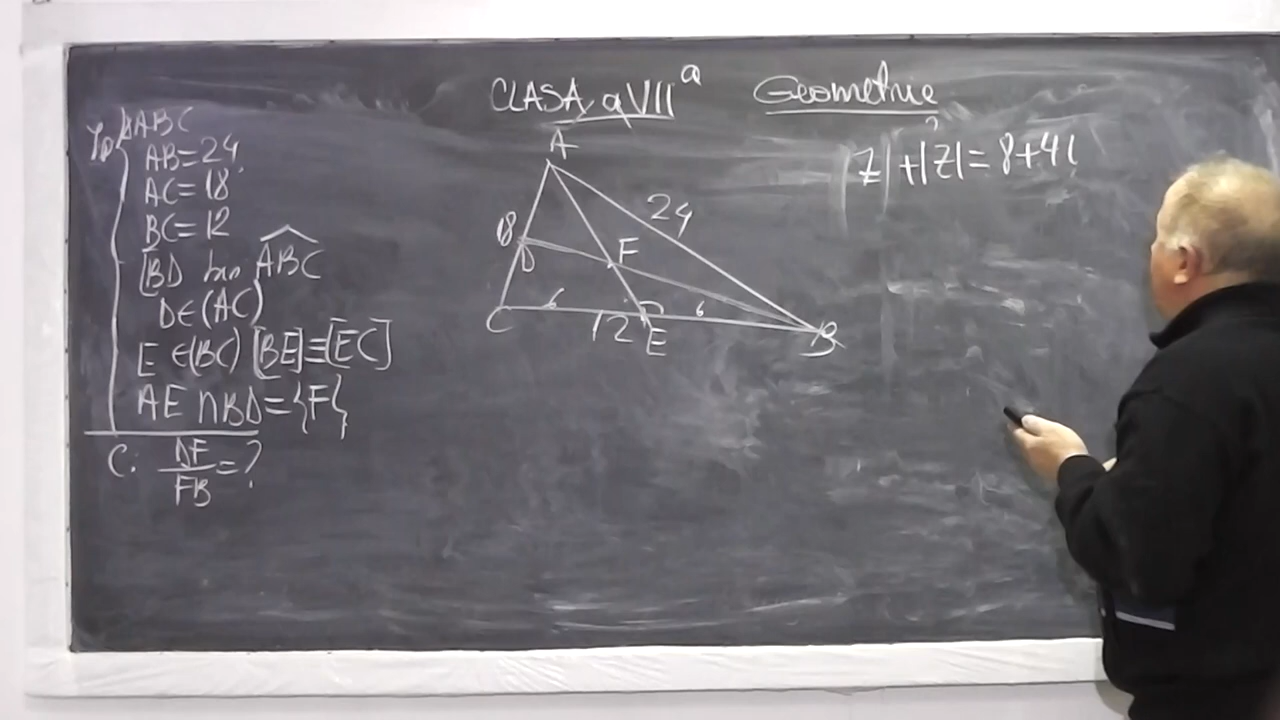 CLASA a VII a Geometrie
Ip ΔABC
AB=24
AC=18
BC=12
[BD bis ABC
D∈(AC)
E∈(BC) [BE]≡[EC]
AE∩BD={F}
C: DF/FB=?
A
18
24
D
F
C
6
12
6
E
B
|Z|+|Z|=8+4i